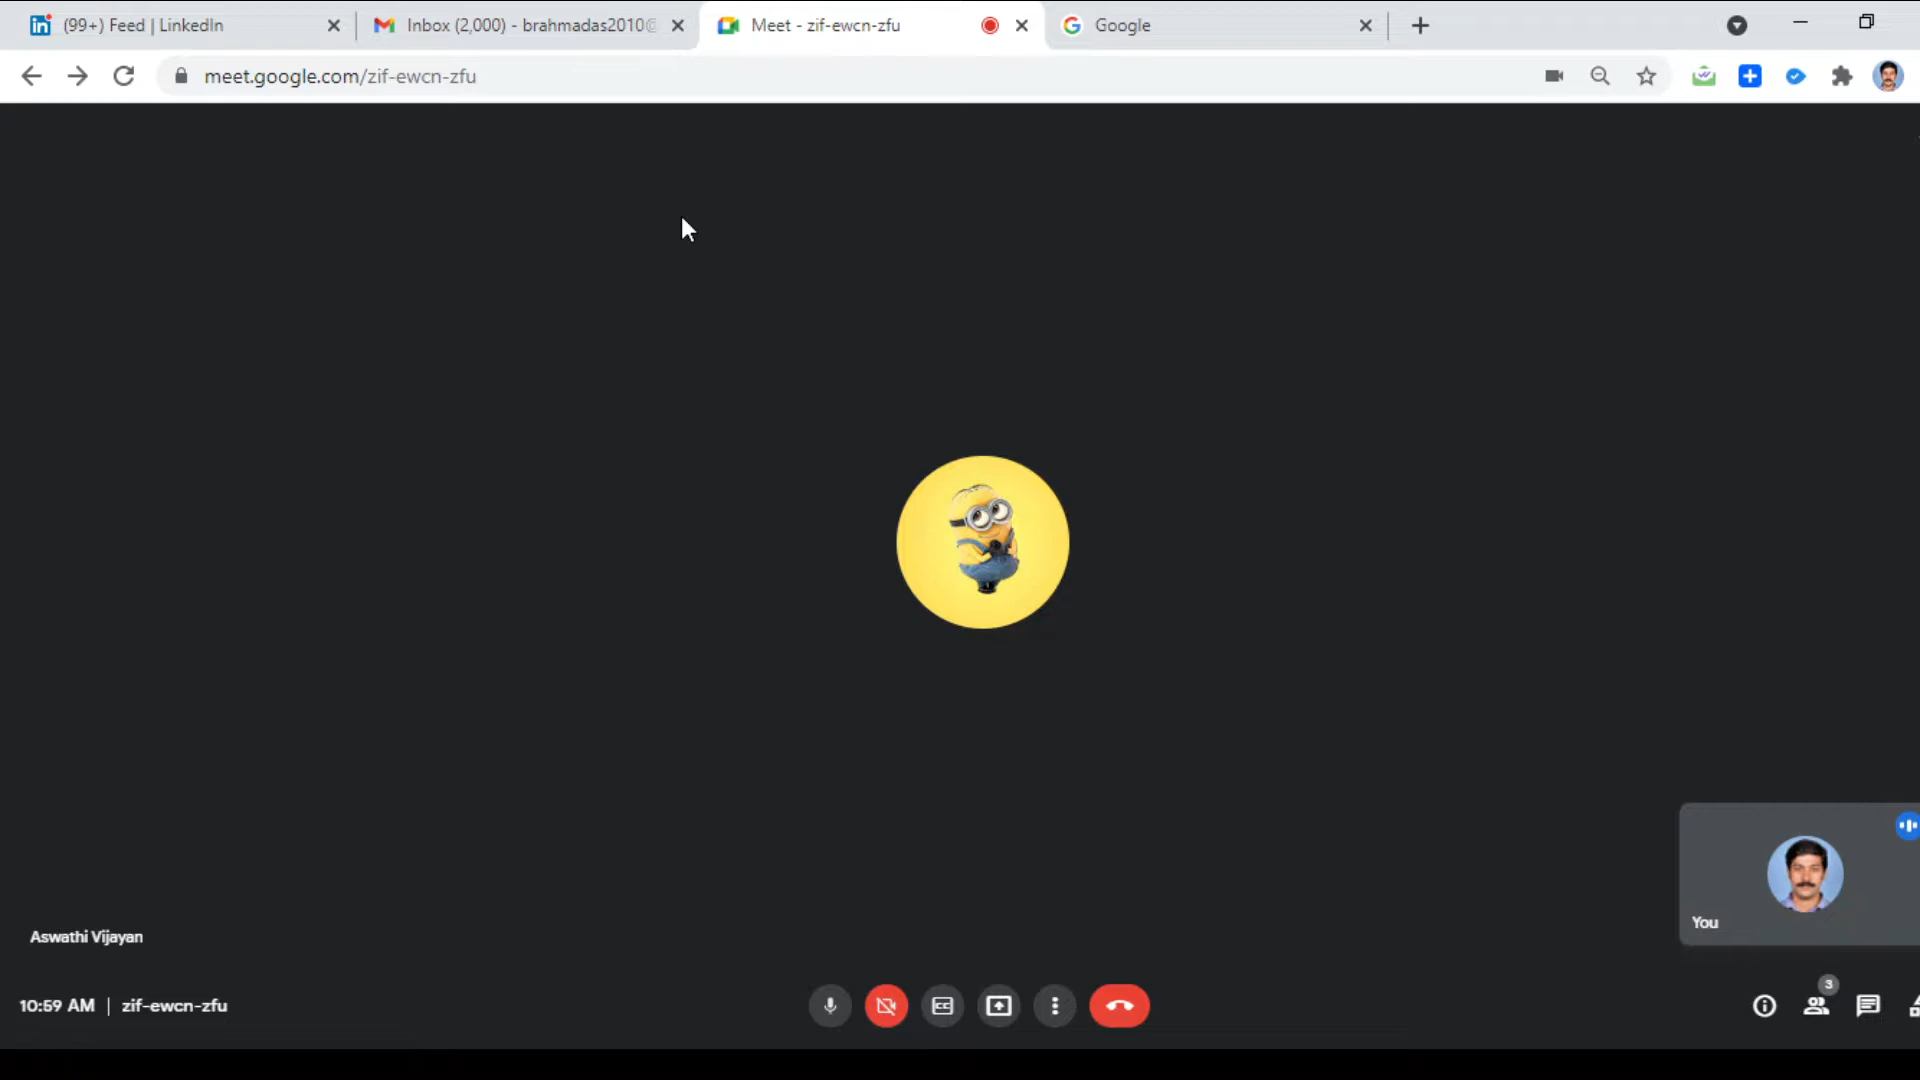 (99+) Feed | LinkedIn
Inbox (2,000) - brahmadas2010@
Meet - zif-ewcn-zfu
Google
meet.google.com/zif-ewcn-zfu
You
Aswathi Vijayan
10:59 AM | zif-ewcn-zfu
CC
3